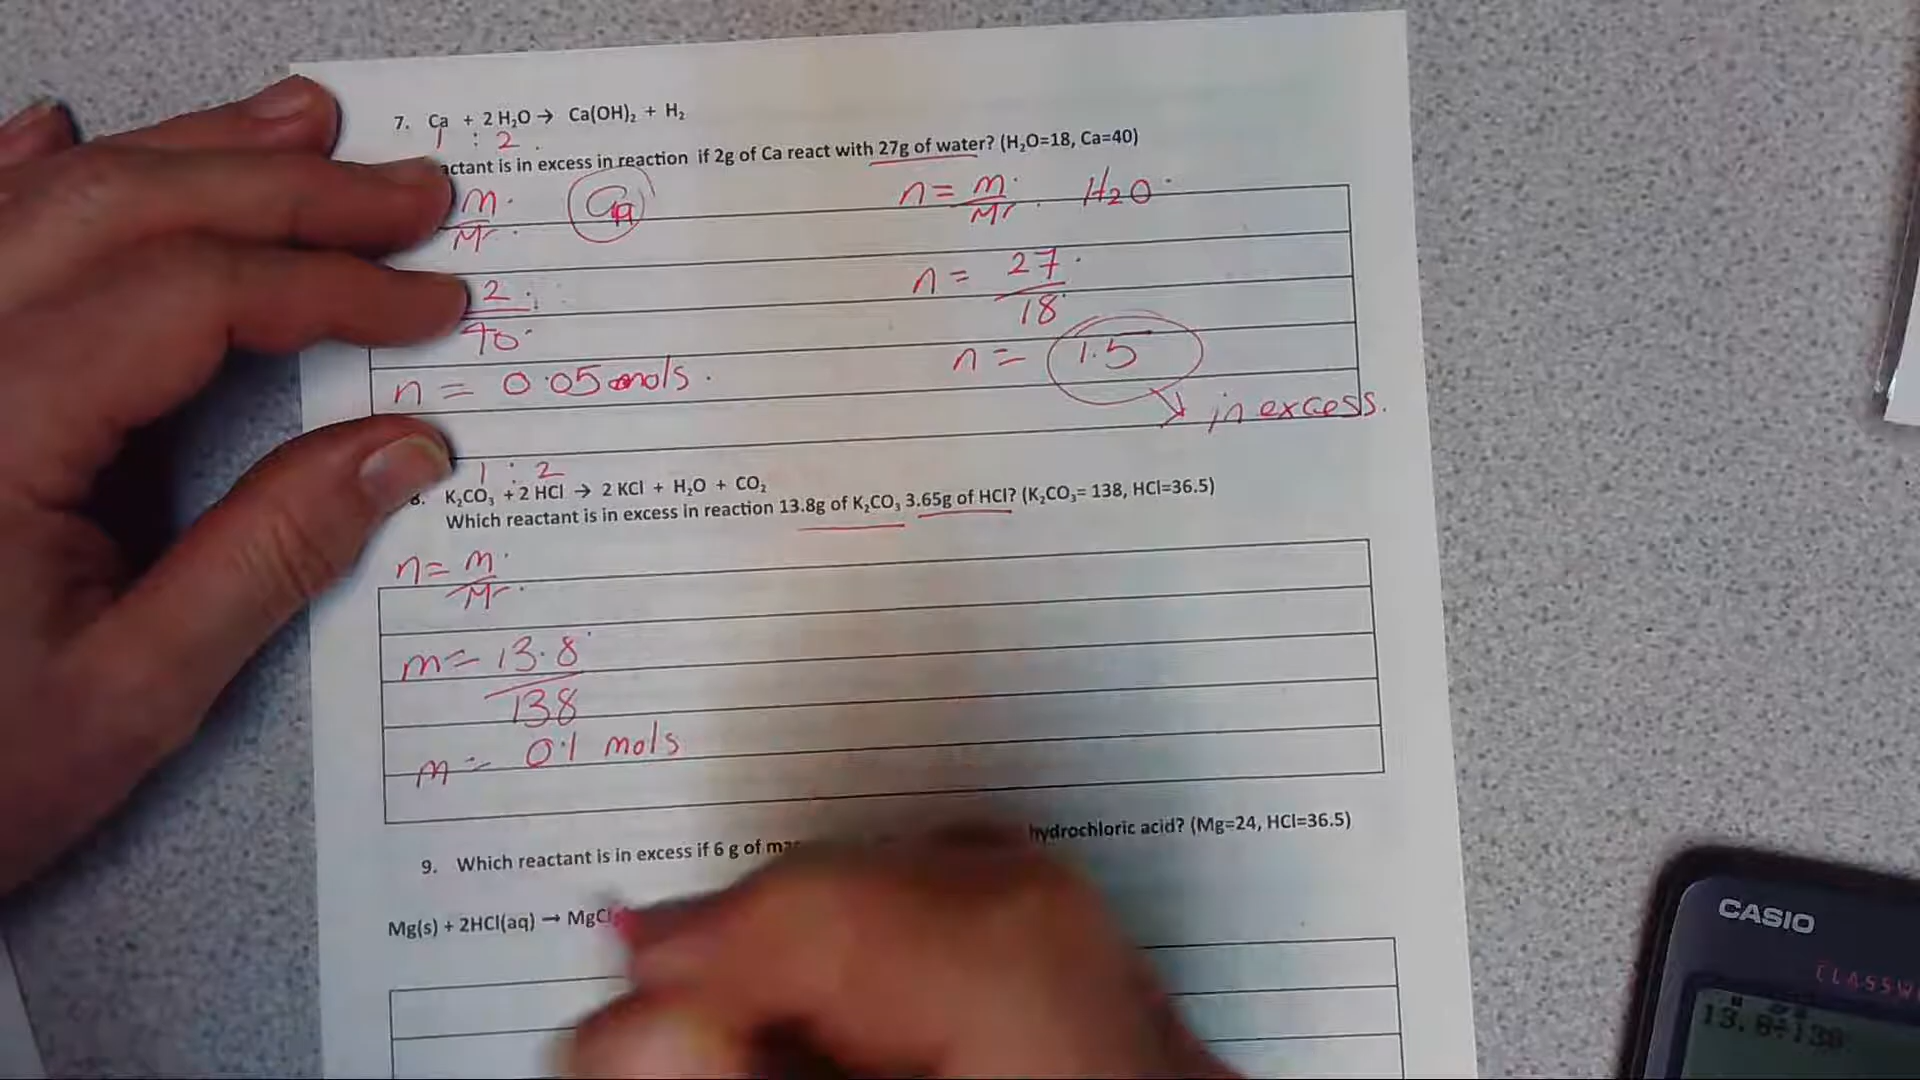 7. Ca + 2 H₂O → Ca(OH)₂ + H₂
1 : 2 .
actant is in excess in reaction if 2g of Ca react with 27g of water? (H₂O=18, Ca=40)
m
Mr
Ca
n = m
Mr
H₂O
2
40
n = 27
18
n = 0.05 mols
n = 1.5
in excess.
1 : 2
8. K₂CO₃ + 2 HCl → 2 KCl + H₂O + CO₂
Which reactant is in excess in reaction 13.8g of K₂CO₃ 3.65g of HCl? (K₂CO₃= 138, HCl=36.5)
n = m
Mr
m = 13.8
138
m = 0.1 mols
9. Which reactant is in excess if 6 g of hydrochloric acid? (Mg=24, HCl=36.5)
Mg(s) + 2HCl(aq) → MgCl
CASIO
CLASSW
13.8÷138